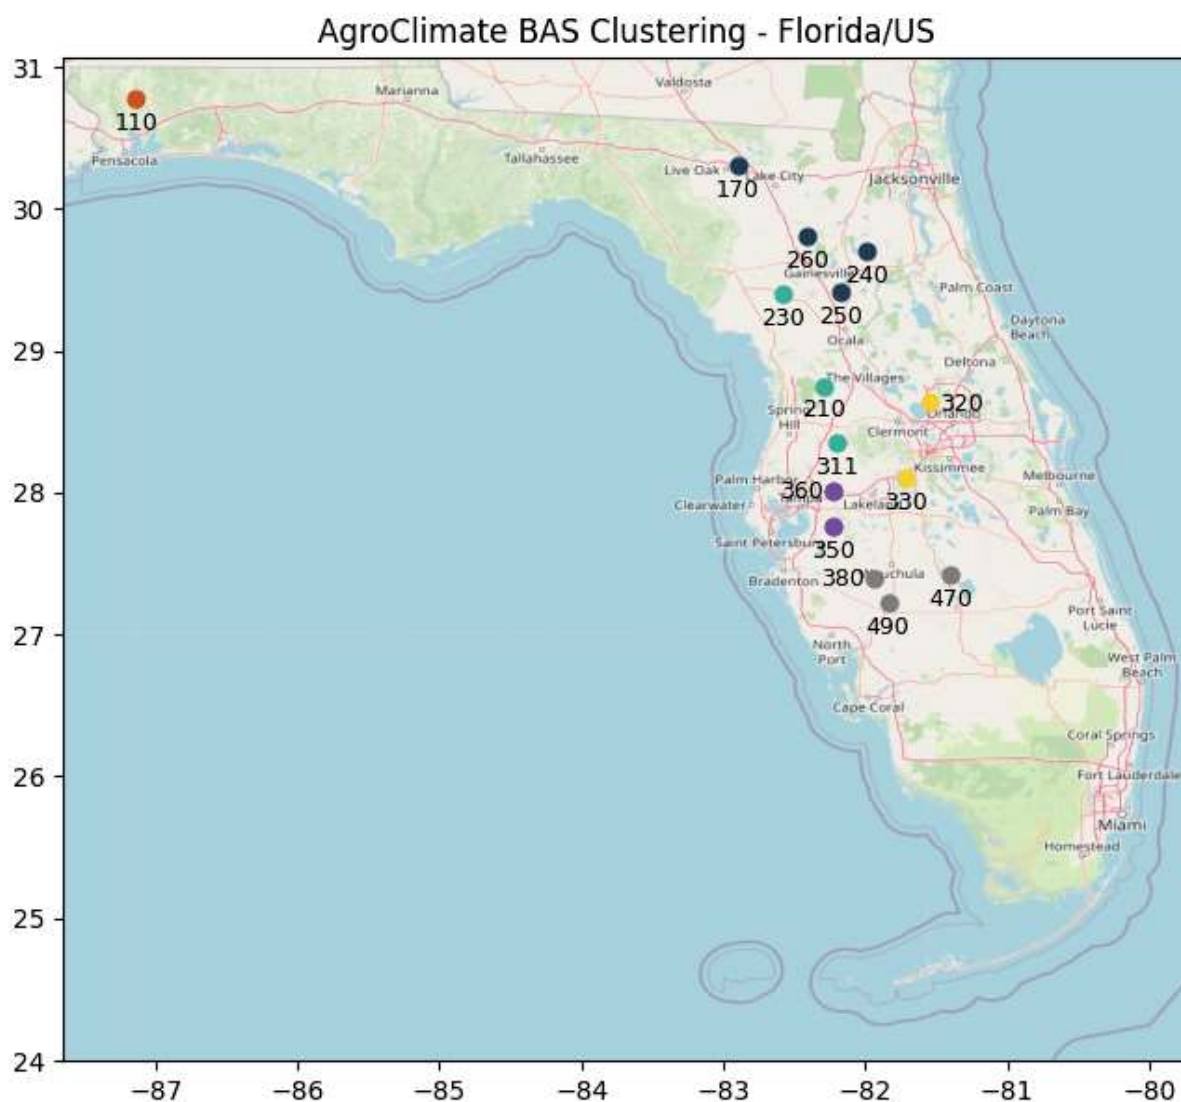 AgroClimate BAS Clustering - Florida/US
31
30
29
28
27
26
25
24
−87
−86
−85
−84
−83
−82
−81
−80
Valdosta
Marianna
110
Pensacola
Tallahassee
Live Oak
Lake City
170
Jacksonville
260
240
Gainesville
250
230
Palm Coast
Daytona
Beach
Ocala
Deltona
The Villages
210
320
Orlando
Spring
Hill
Clermont
311
Kissimmee
Palm Harbor
360
Tampa
Lakeland
330
Melbourne
Clearwater
Palm Bay
Saint Petersburg
350
Bradenton
380
470
490
Port Saint
Lucie
North
Port
West Palm
Beach
Cape Coral
Coral Springs
Fort Lauderdale
Miami
Homestead